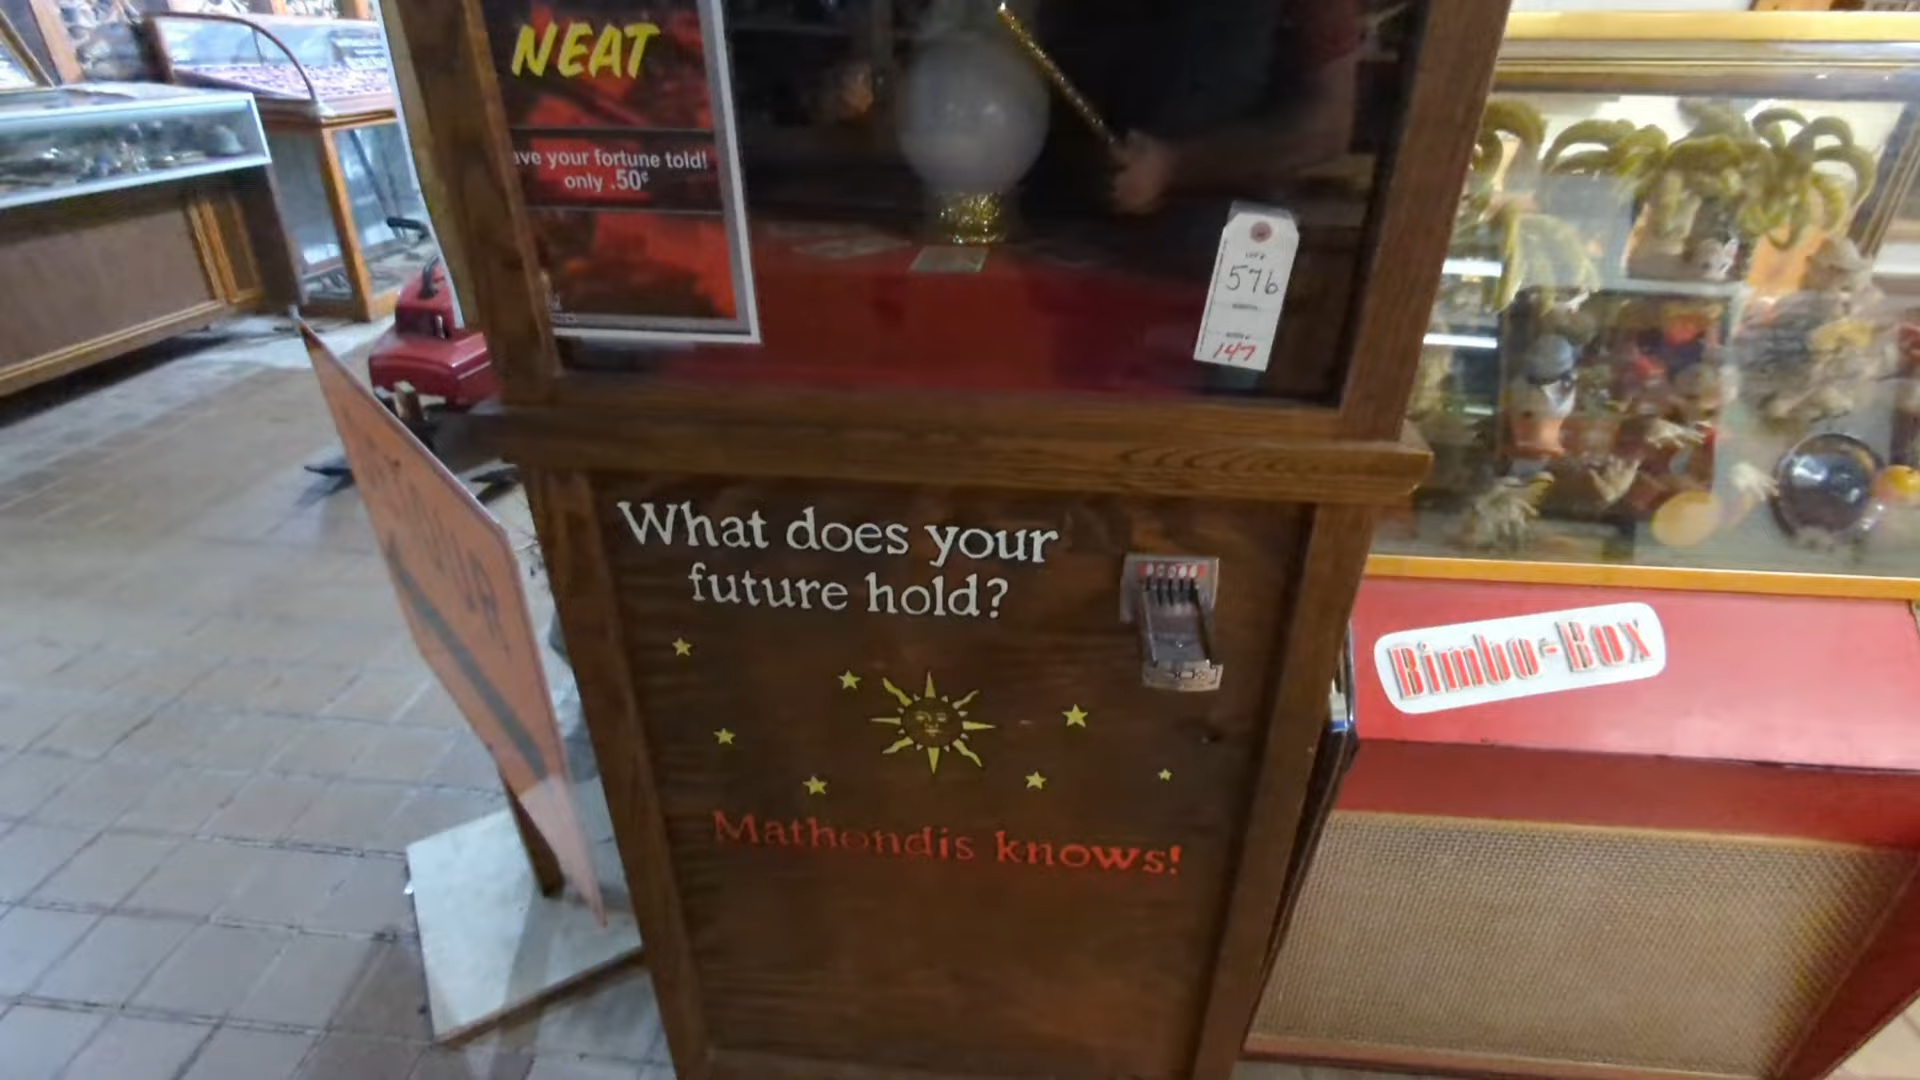 NEAT
ave your fortune told!
only .50¢
576
147
What does your
future hold?
Mathondis knows!
Bimbo-Box